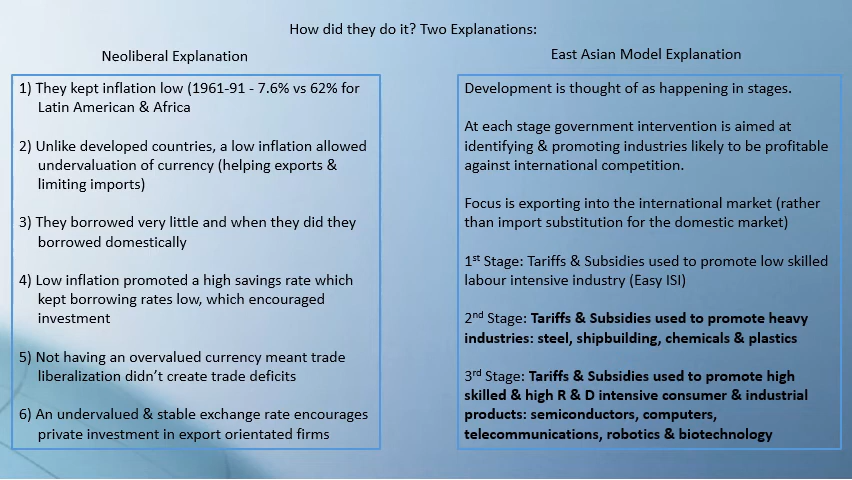 How did they do it? Two Explanations:
Neoliberal Explanation
1) They kept inflation low (1961-91 - 7.6% vs 62% for
Latin American & Africa
2) Unlike developed countries, a low inflation allowed
undervaluation of currency (helping exports &
limiting imports)
3) They borrowed very little and when they did they
borrowed domestically
4) Low inflation promoted a high savings rate which
kept borrowing rates low, which encouraged
investment
5) Not having an overvalued currency meant trade
liberalization didn't create trade deficits
6) An undervalued & stable exchange rate encourages
private investment in export orientated firms
East Asian Model Explanation
Development is thought of as happening in stages.
At each stage government intervention is aimed at
identifying & promoting industries likely to be profitable
against international competition.
Focus is exporting into the international market (rather
than import substitution for the domestic market)
1st Stage: Tariffs & Subsidies used to promote low skilled
labour intensive industry (Easy ISI)
2nd Stage: Tariffs & Subsidies used to promote heavy
industries: steel, shipbuilding, chemicals & plastics
3rd Stage: Tariffs & Subsidies used to promote high
skilled & high R & D intensive consumer & industrial
products: semiconductors, computers,
telecommunications, robotics & biotechnology